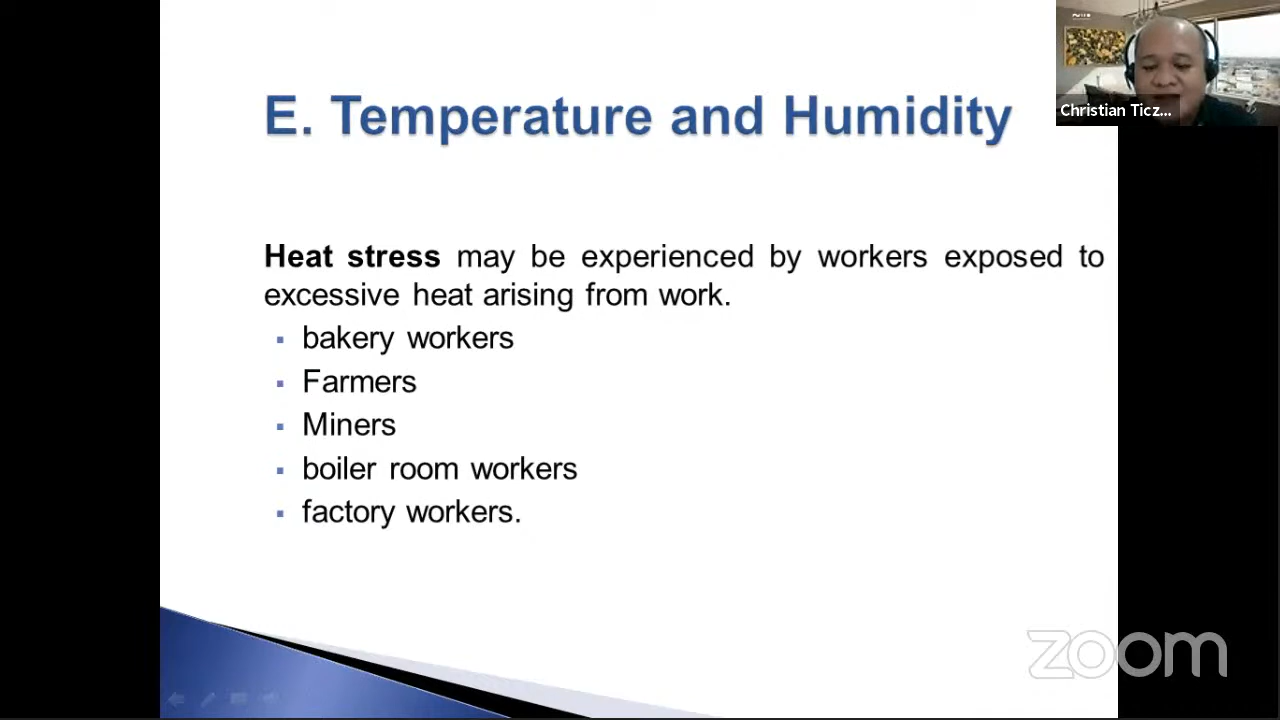 E. Temperature and Humidity
Christian Ticz...
Heat stress may be experienced by workers exposed to
excessive heat arising from work.
▪ bakery workers
▪ Farmers
▪ Miners
▪ boiler room workers
▪ factory workers.
zoom